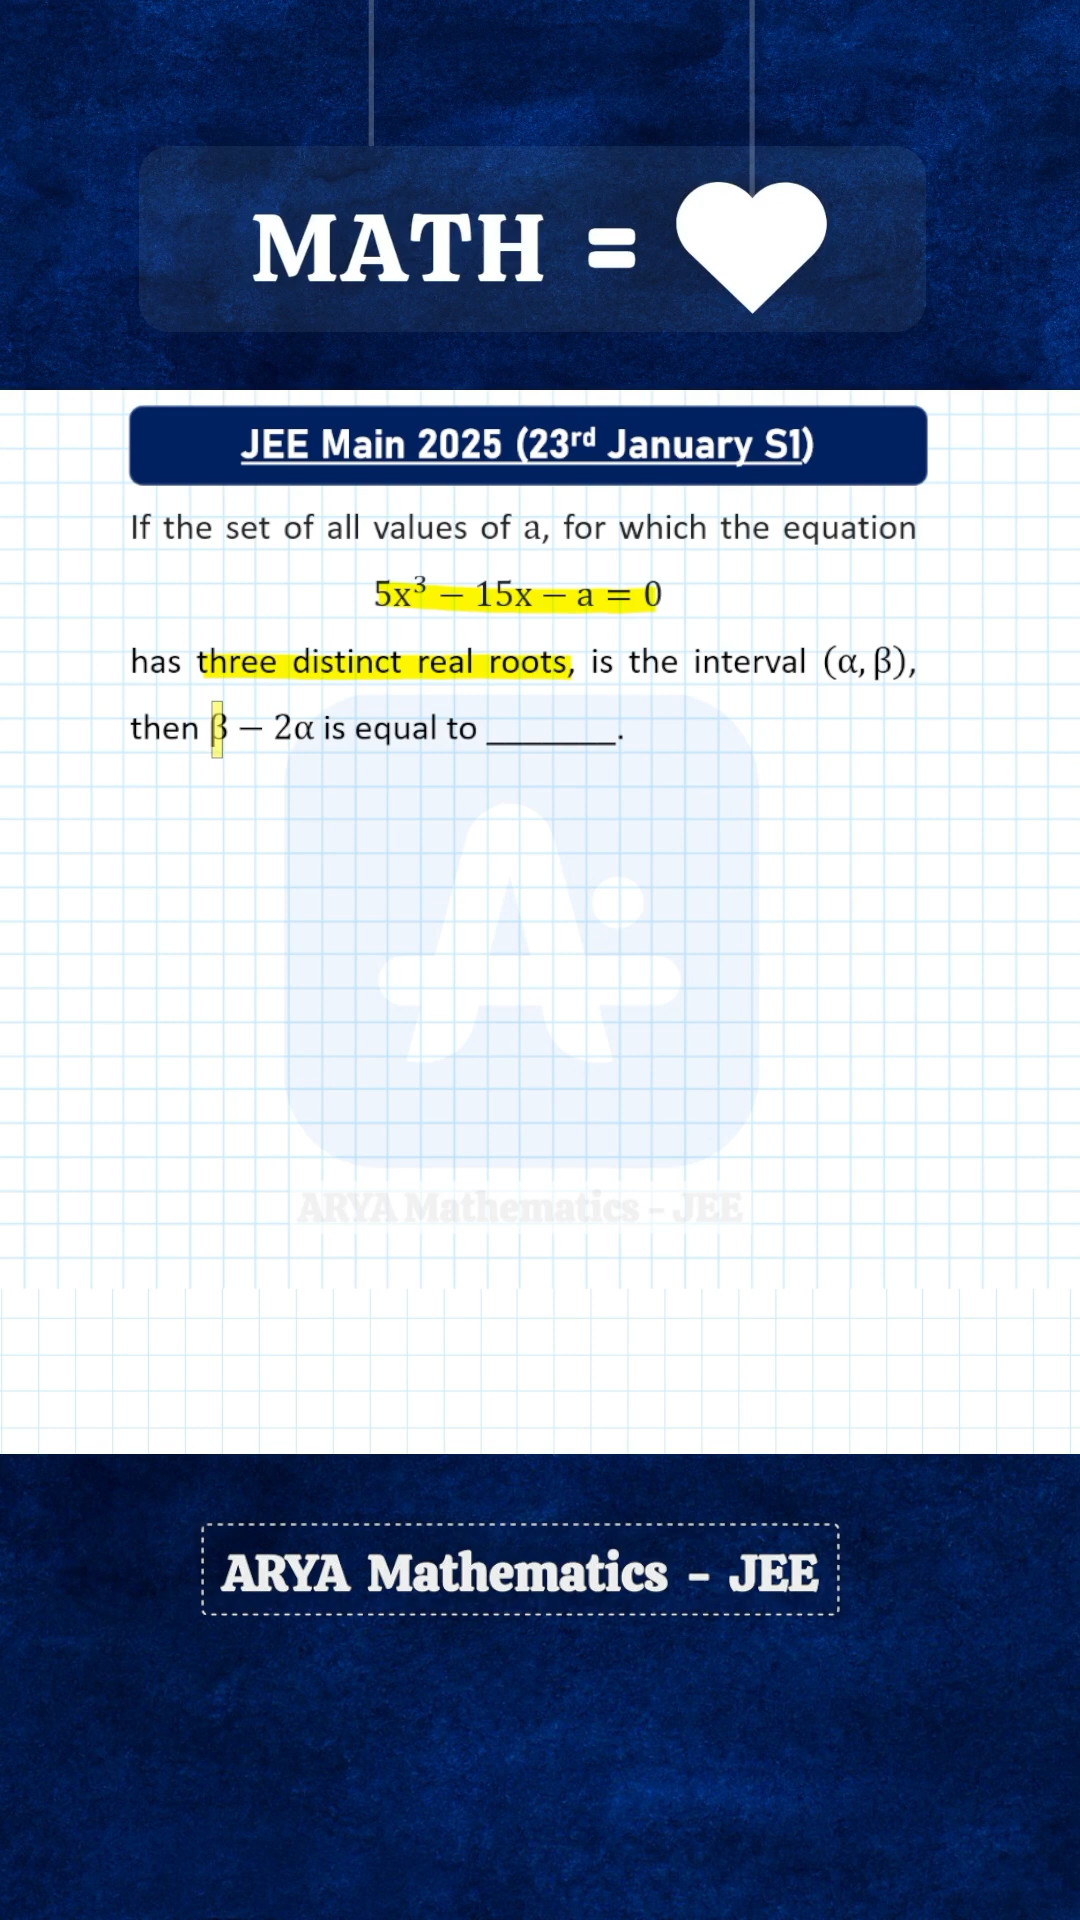 MATH =
JEE Main 2025 (23rd January S1)
If the set of all values of a, for which the equation
5x³ − 15x − a = 0
has three distinct real roots, is the interval (α, β),
then β − 2α is equal to ________.
ARYA Mathematics - JEE
ARYA Mathematics - JEE